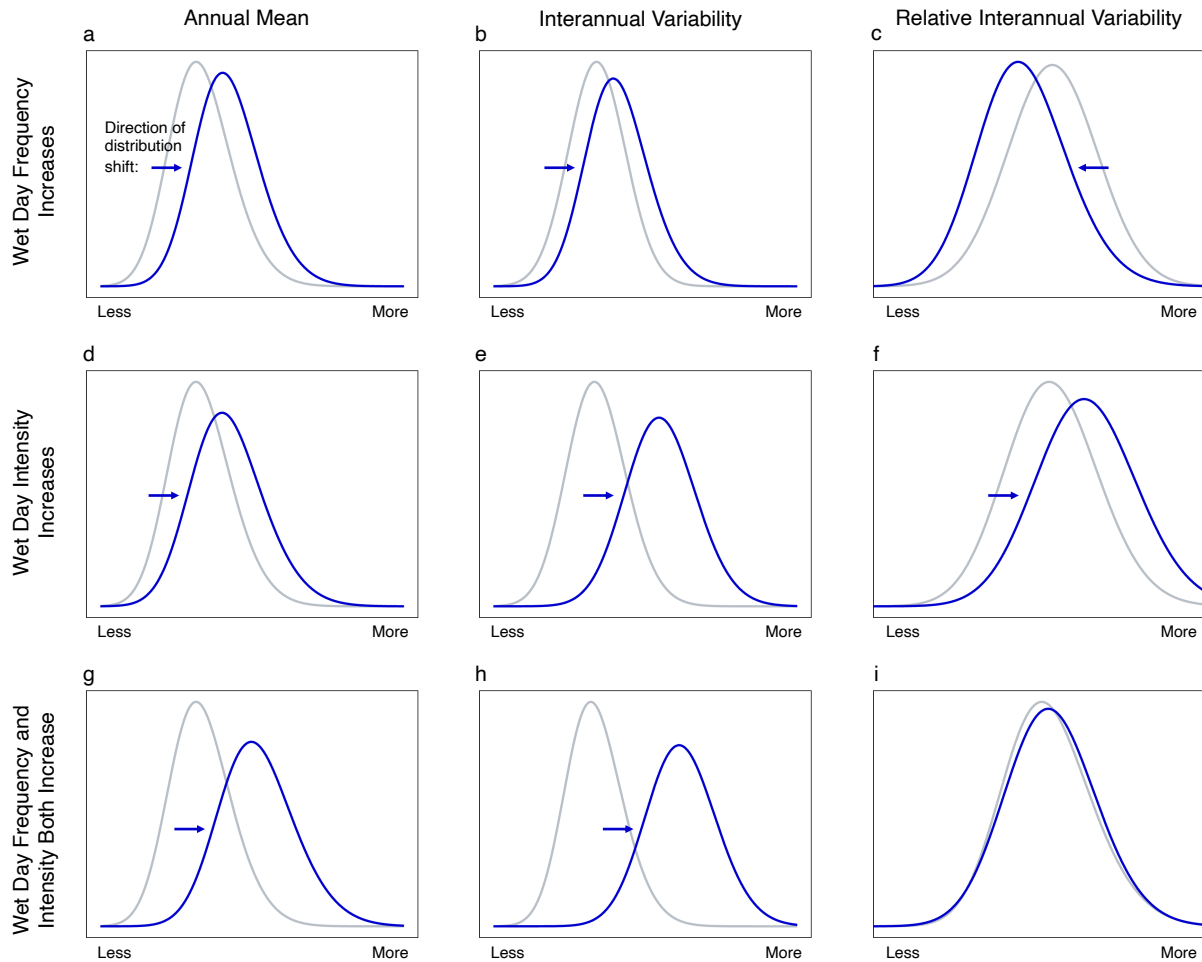 Annual Mean
Interannual Variability
Relative Interannual Variability
a
b
c
Wet Day Frequency
Increases
Direction of
distribution
shift:
Less
More
Less
More
Less
More
d
e
f
Wet Day Intensity
Increases
Less
More
Less
More
Less
More
g
h
i
Wet Day Frequency and
Intensity Both Increase
Less
More
Less
More
Less
More